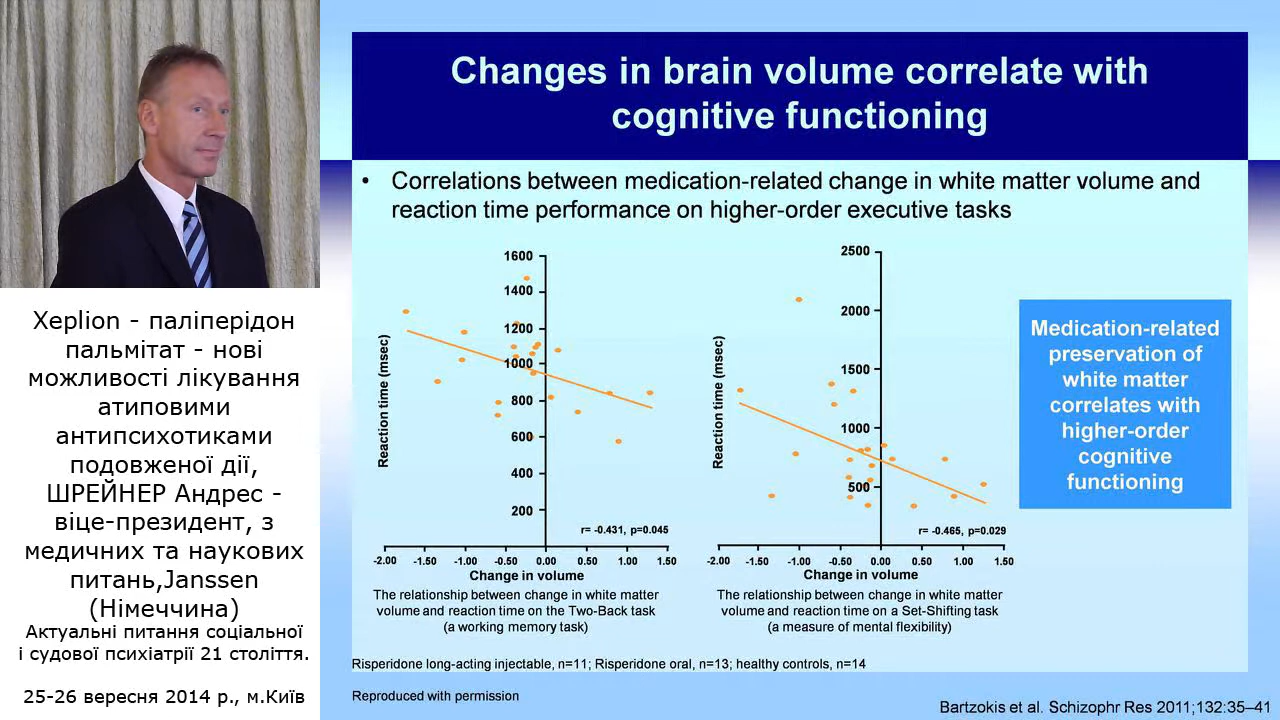 Changes in brain volume correlate with
cognitive functioning
• Correlations between medication-related change in white matter volume and
reaction time performance on higher-order executive tasks
1600
1400
1200
1000
800
600
400
200
Reaction time (msec)
r= -0.431, p=0.045
-2.00 -1.50 -1.00 -0.50 0.00 0.50 1.00 1.50
Change in volume
The relationship between change in white matter
volume and reaction time on the Two-Back task
(a working memory task)
2500
2000
1500
1000
500
Reaction time (msec)
r= -0.465, p=0.029
-2.00 -1.50 -1.00 -0.50 0.00 0.50 1.00 1.50
Change in volume
The relationship between change in white matter
volume and reaction time on a Set-Shifting task
(a measure of mental flexibility)
Medication-related
preservation of
white matter
correlates with
higher-order
cognitive
functioning
Risperidone long-acting injectable, n=11; Risperidone oral, n=13; healthy controls, n=14
Reproduced with permission
Bartzokis et al. Schizophr Res 2011;132:35–41
Xeplion - паліперідон
пальмітат - нові
можливості лікування
атиповими
антипсихотиками
подовженої дії,
ШРЕЙНЕР Андрес -
віце-президент, з
медичних та наукових
питань,Janssen
(Німеччина)
Актуальні питання соціальної
і судової психіатрії 21 століття.
25-26 вересня 2014 р., м.Київ